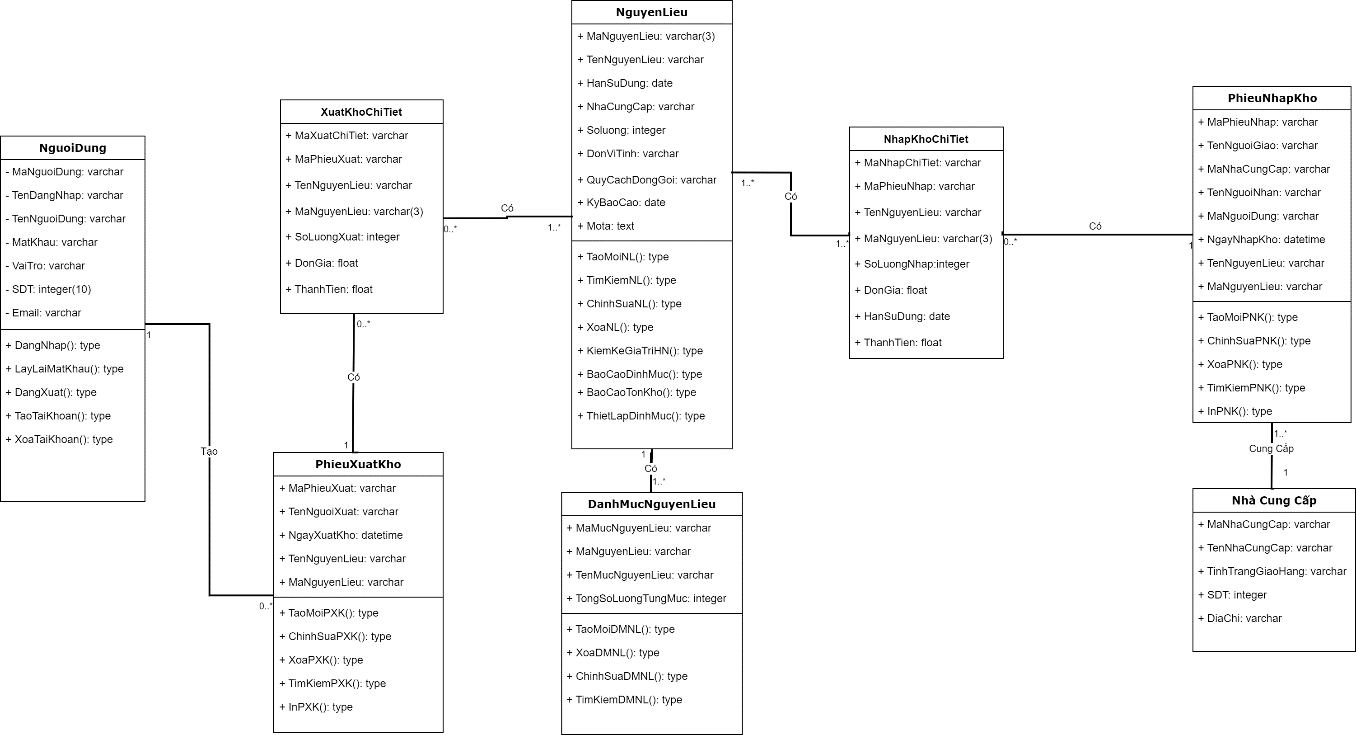 NguoiDung
- MaNguoiDung: varchar
- TenDangNhap: varchar
- TenNguoiDung: varchar
- MatKhau: varchar
- VaiTro: varchar
- SDT: integer(10)
- Email: varchar
+ DangNhap(): type
+ LayLaiMatKhau(): type
+ DangXuat(): type
+ TaoTaiKhoan(): type
+ XoaTaiKhoan(): type
1
Tạo
0..*
XuatKhoChiTiet
+ MaXuatChiTiet: varchar
+ MaPhieuXuat: varchar
+ TenNguyenLieu: varchar
+ MaNguyenLieu: varchar(3)
+ SoLuongXuat: integer
+ DonGia: float
+ ThanhTien: float
0..*
Có
1
0..*
Có
1..*
PhieuXuatKho
+ MaPhieuXuat: varchar
+ TenNguoiXuat: varchar
+ NgayXuatKho: datetime
+ TenNguyenLieu: varchar
+ MaNguyenLieu: varchar
+ TaoMoiPXK(): type
+ ChinhSuaPXK(): type
+ XoaPXK(): type
+ TimKiemPXK(): type
+ InPXK(): type
NguyenLieu
+ MaNguyenLieu: varchar(3)
+ TenNguyenLieu: varchar
+ HanSuDung: date
+ NhaCungCap: varchar
+ Soluong: integer
+ DonViTinh: varchar
+ QuyCachDongGoi: varchar
+ KyBaoCao: date
+ Mota: text
+ TaoMoiNL(): type
+ TimKiemNL(): type
+ ChinhSuaNL(): type
+ XoaNL(): type
+ KiemKeGiaTriHN(): type
+ BaoCaoDinhMuc(): type
+ BaoCaoTonKho(): type
+ ThietLapDinhMuc(): type
1
Có
1..*
DanhMucNguyenLieu
+ MaMucNguyenLieu: varchar
+ MaNguyenLieu: varchar
+ TenMucNguyenLieu: varchar
+ TongSoLuongTungMuc: integer
+ TaoMoiDMNL(): type
+ XoaDMNL(): type
+ ChinhSuaDMNL(): type
+ TimKiemDMNL(): type
1..*
Có
1..*
NhapKhoChiTiet
+ MaNhapChiTiet: varchar
+ MaPhieuNhap: varchar
+ TenNguyenLieu: varchar
+ MaNguyenLieu: varchar(3)
+ SoLuongNhap:integer
+ DonGia: float
+ HanSuDung: date
+ ThanhTien: float
0..*
Có
1
PhieuNhapKho
+ MaPhieuNhap: varchar
+ TenNguoiGiao: varchar
+ MaNhaCungCap: varchar
+ TenNguoiNhan: varchar
+ MaNguoiDung: varchar
+ NgayNhapKho: datetime
+ TenNguyenLieu: varchar
+ MaNguyenLieu: varchar
+ TaoMoiPNK(): type
+ ChinhSuaPNK(): type
+ XoaPNK(): type
+ TimKiemPNK(): type
+ InPNK(): type
1..*
Cung Cấp
1
Nhà Cung Cấp
+ MaNhaCungCap: varchar
+ TenNhaCungCap: varchar
+ TinhTrangGiaoHang: varchar
+ SDT: integer
+ DiaChi: varchar